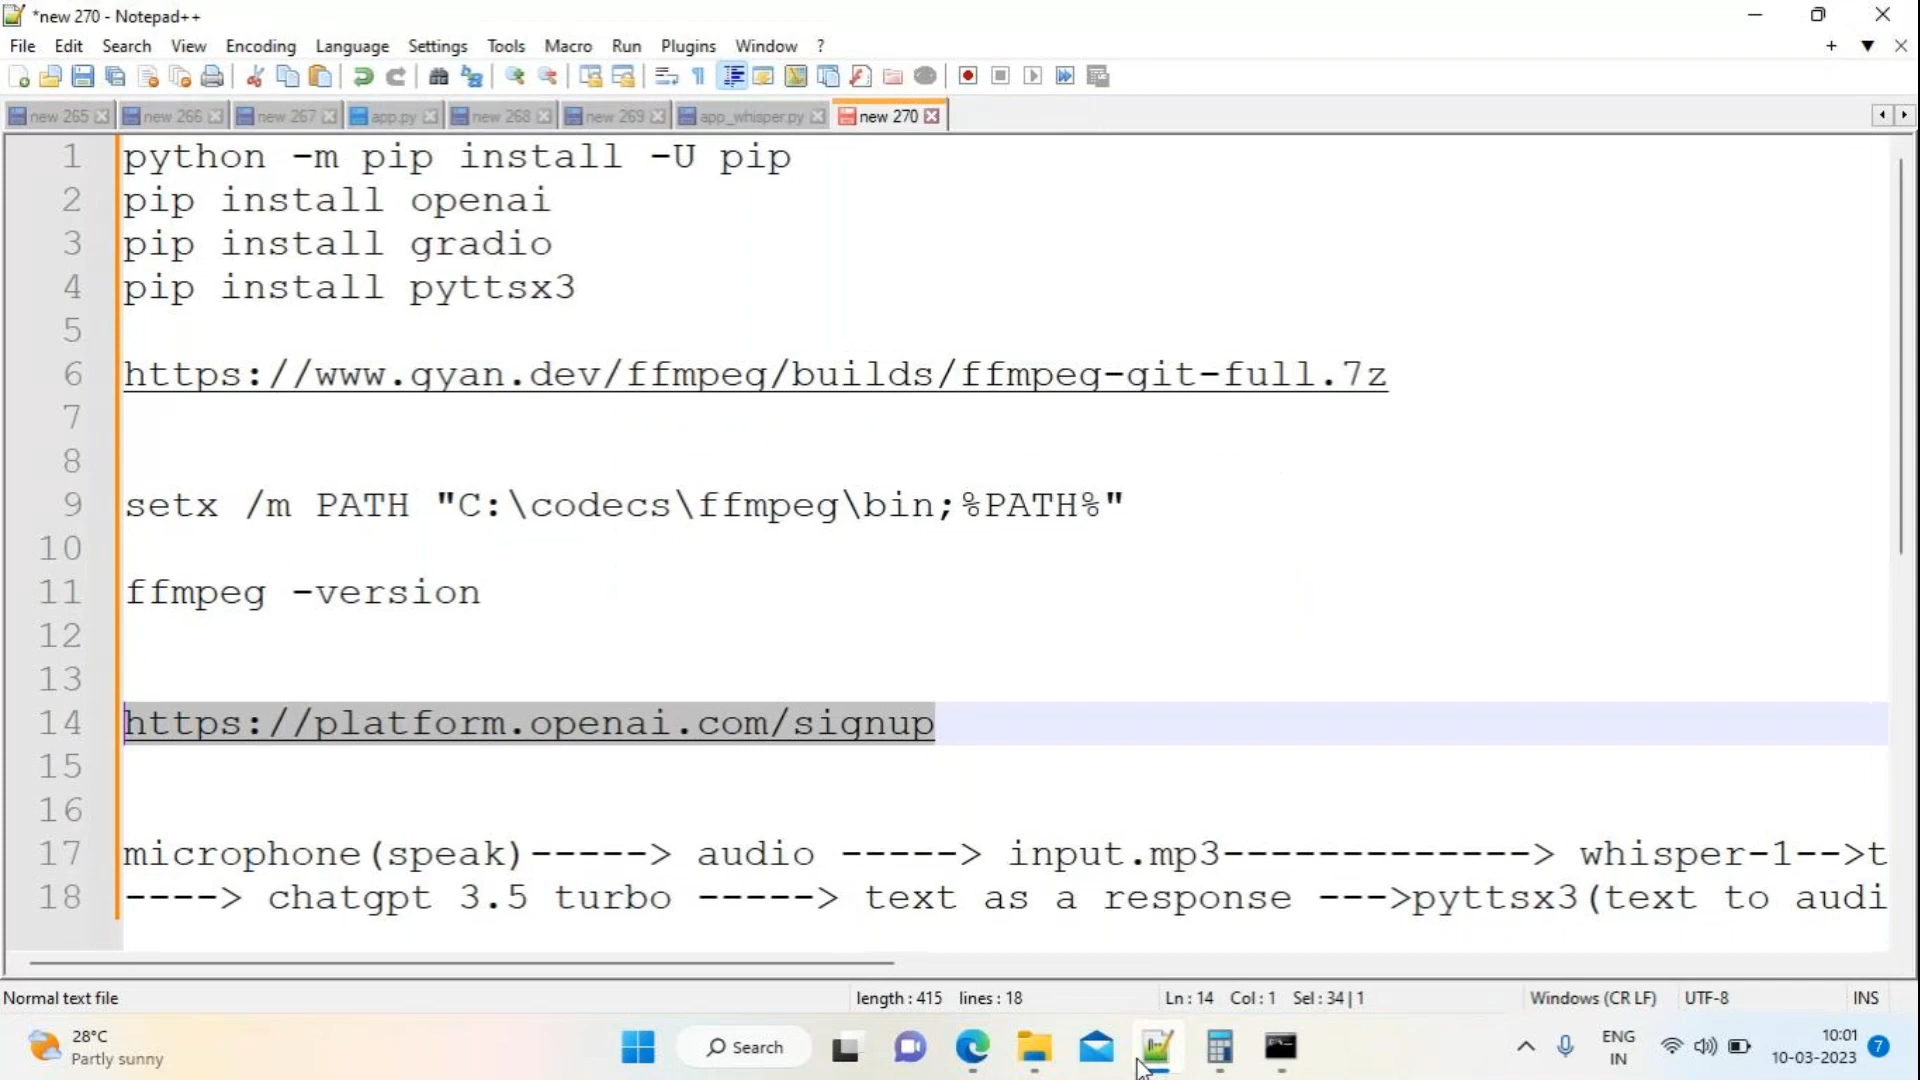 *new 270 - Notepad++
File Edit Search View Encoding Language Settings Tools Macro Run Plugins Window ?
new 265 new 266 new 267 app.py new 268 new 269 app_whisper.py new 270
1 python -m pip install -U pip
2 pip install openai
3 pip install gradio
4 pip install pyttsx3
5
6 https://www.gyan.dev/ffmpeg/builds/ffmpeg-git-full.7z
7
8
9 setx /m PATH "C:\codecs\ffmpeg\bin;%PATH%"
10
11 ffmpeg -version
12
13
14 https://platform.openai.com/signup
15
16
17 microphone(speak)-----> audio -----> input.mp3-------------> whisper-1-->t
18 ----> chatgpt 3.5 turbo -----> text as a response --->pyttsx3(text to audi
Normal text file length : 415 lines : 18 Ln : 14 Col : 1 Sel : 34 | 1 Windows (CR LF) UTF-8 INS
28°C
Partly sunny
Search
ENG
IN
10:01
10-03-2023
7